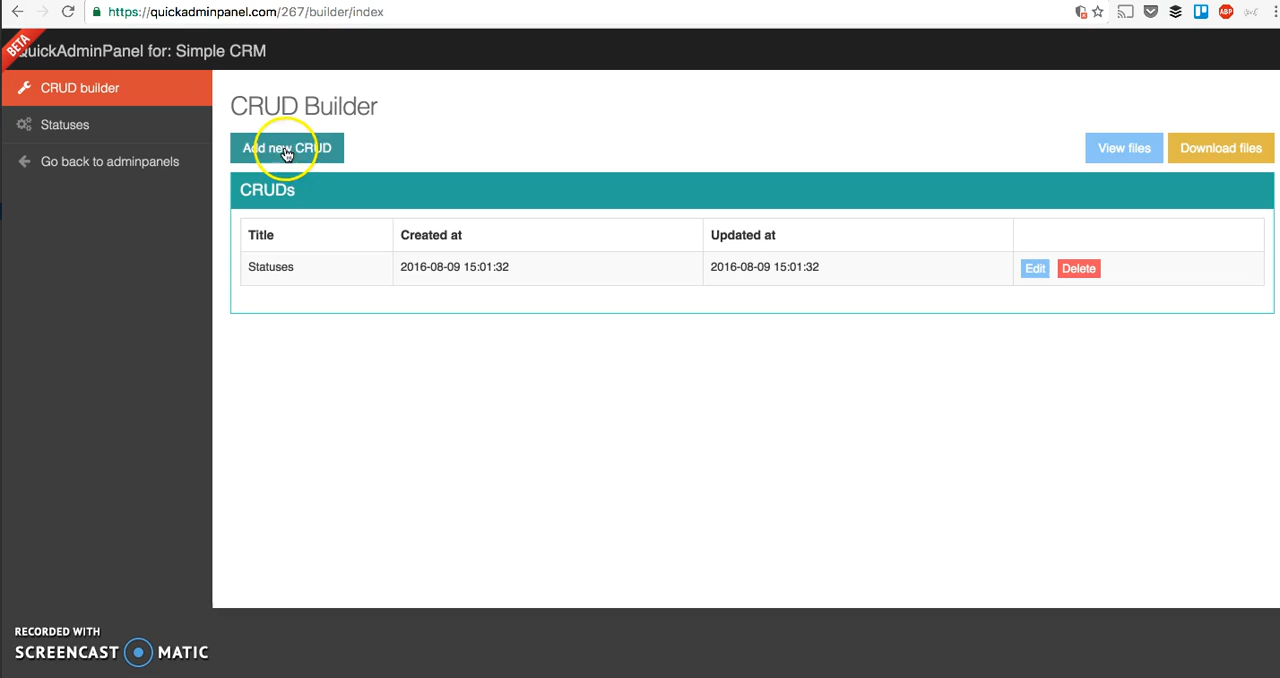 https://quickadminpanel.com/267/builder/index
BETA
QuickAdminPanel for: Simple CRM
CRUD builder
Statuses
Go back to adminpanels
CRUD Builder
Add new CRUD
View files
Download files
CRUDs
Title Created at Updated at
Statuses 2016-08-09 15:01:32 2016-08-09 15:01:32 Edit Delete
RECORDED WITH
SCREENCAST MATIC